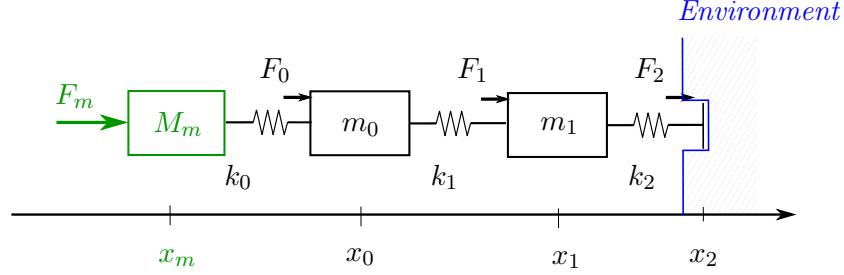 Environment
F_m F_0 F_1 F_2
M_m m_0 m_1
k_0 k_1 k_2
x_m x_0 x_1 x_2